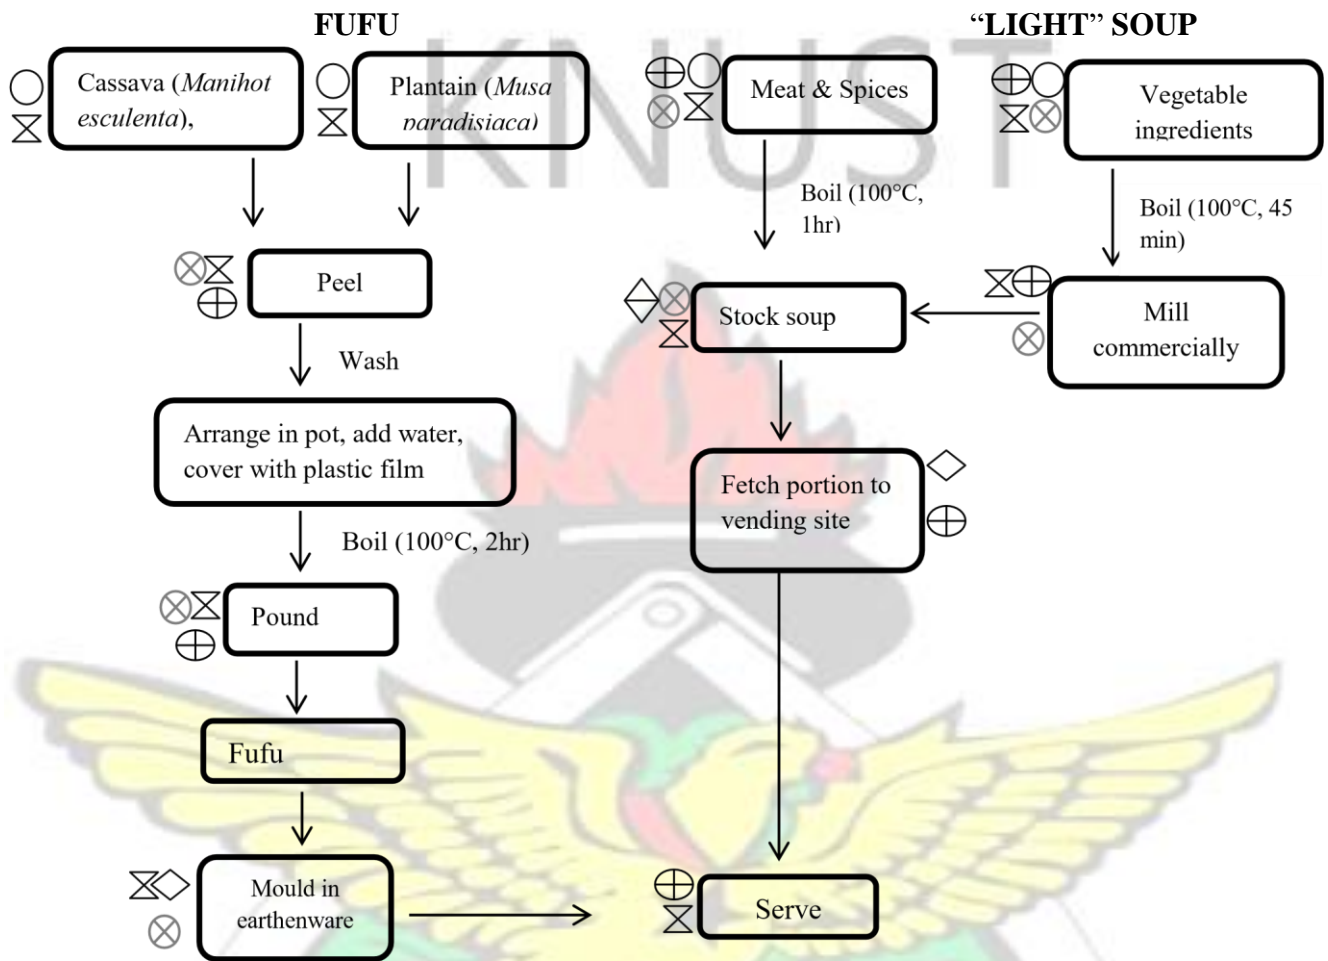 FUFU
“LIGHT” SOUP
KNUST
Cassava (Manihot
esculenta),
Plantain (Musa
paradisiaca)
Meat & Spices
Vegetable
ingredients
Boil (100°C,
1hr)
Boil (100°C, 45
min)
Peel
Stock soup
Mill
commercially
Wash
Arrange in pot, add water,
cover with plastic film
Fetch portion to
vending site
Boil (100°C, 2hr)
Pound
Fufu
Mould in
earthenware
Serve